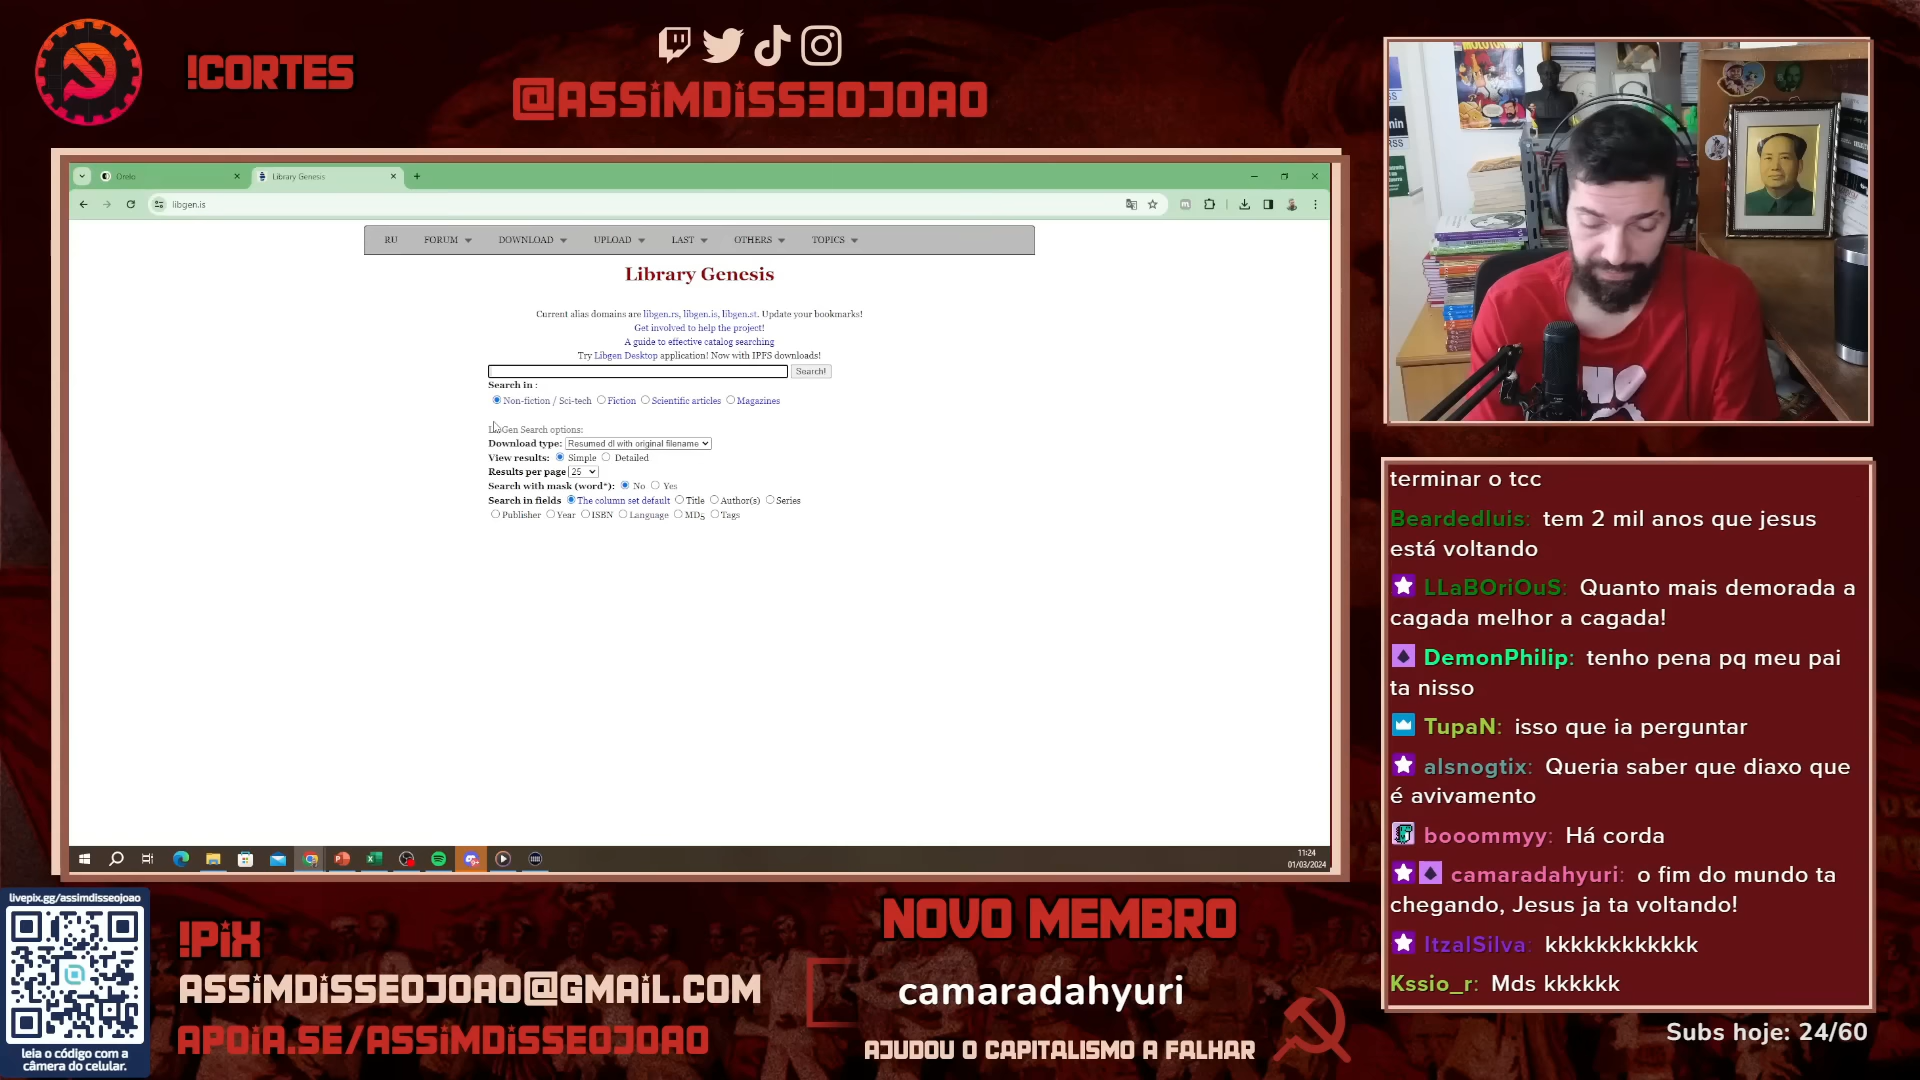 !CORTES
@ASSIMDISSEOJOAO
Orelo
Library Genesis
libgen.is
RU
FORUM
DOWNLOAD
UPLOAD
LAST
OTHERS
TOPICS
Library Genesis
Current alias domains are libgen.rs, libgen.is, libgen.st. Update your bookmarks!
Get involved to help the project!
A guide to effective catalog searching
Try Libgen Desktop application! Now with IPFS downloads!
Search!
Search in :
Non-fiction / Sci-tech Fiction Scientific articles Magazines
LibGen Search options:
Download type: Resumed dl with original filename
View results: Simple Detailed
Results per page 25
Search with mask (word*): No Yes
Search in fields The column set default Title Author(s) Series
Publisher Year ISBN Language MD5 Tags
11:24
01/03/2024
terminar o tcc
Beardedluis: tem 2 mil anos que jesus
está voltando
LLaBOriOuS: Quanto mais demorada a
cagada melhor a cagada!
DemonPhilip: tenho pena pq meu pai
ta nisso
TupaN: isso que ia perguntar
alsnogtix: Queria saber que diaxo que
é avivamento
booommyy: Há corda
camaradahyuri: o fim do mundo ta
chegando, Jesus ja ta voltando!
ItzalSilva: kkkkkkkkkkkk
Kssio_r: Mds kkkkkk
Subs hoje: 24/60
livepix.gg/assimdisseojoao
leia o código com a
câmera do celular.
!PIX
ASSIMDISSEOJOAO@GMAIL.COM
APOIA.SE/ASSIMDISSEOJOAO
NOVO MEMBRO
camaradahyuri
AJUDOU O CAPITALISMO A FALHAR